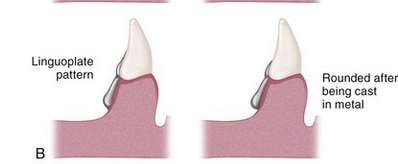 Linguoplate
pattern
Rounded after
being cast
in metal
B